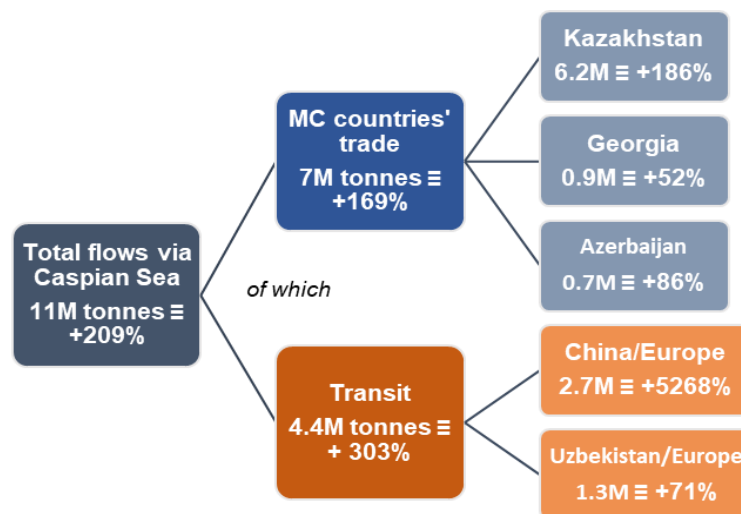 Total flows via
Caspian Sea
11M tonnes ≡
+209%
of which
MC countries'
trade
7M tonnes ≡
+169%
Kazakhstan
6.2M ≡ +186%
Georgia
0.9M ≡ +52%
Azerbaijan
0.7M ≡ +86%
Transit
4.4M tonnes ≡
+ 303%
China/Europe
2.7M ≡ +5268%
Uzbekistan/Europe
1.3M ≡ +71%